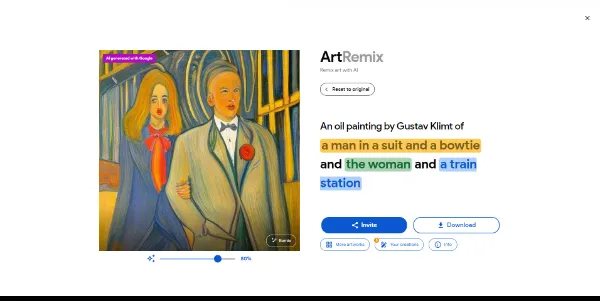 AI generated with Google
ArtRemix
Remix art with AI
Reset to original
An oil painting by Gustav Klimt of
a man in a suit and a bowtie
and the woman and a train
station
Invite
Download
More artworks
Your creations
Info
Remix
80%